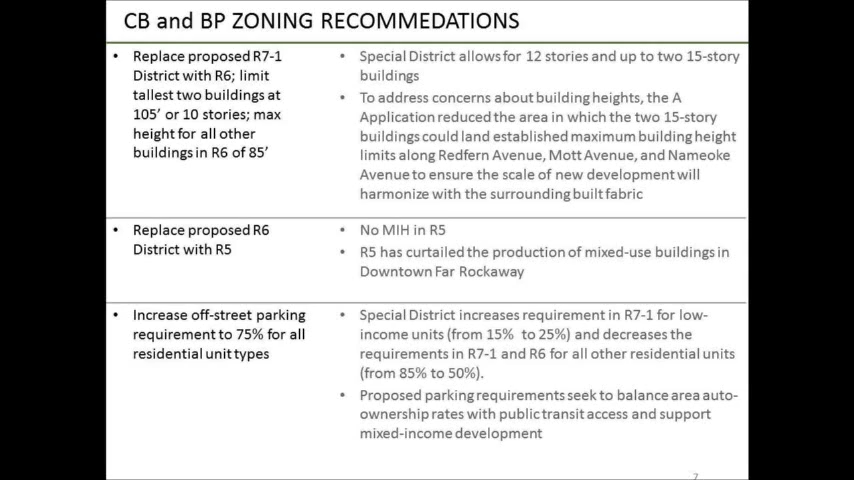 CB and BP ZONING RECOMMEDATIONS
• Replace proposed R7-1
District with R6; limit
tallest two buildings at
105' or 10 stories; max
height for all other
buildings in R6 of 85'
• Special District allows for 12 stories and up to two 15-story
buildings
• To address concerns about building heights, the A
Application reduced the area in which the two 15-story
buildings could land established maximum building height
limits along Redfern Avenue, Mott Avenue, and Nameoke
Avenue to ensure the scale of new development will
harmonize with the surrounding built fabric
• Replace proposed R6
District with R5
• No MIH in R5
• R5 has curtailed the production of mixed-use buildings in
Downtown Far Rockaway
• Increase off-street parking
requirement to 75% for all
residential unit types
• Special District increases requirement in R7-1 for low-
income units (from 15% to 25%) and decreases the
requirements in R7-1 and R6 for all other residential units
(from 85% to 50%).
• Proposed parking requirements seek to balance area auto-
ownership rates with public transit access and support
mixed-income development
7